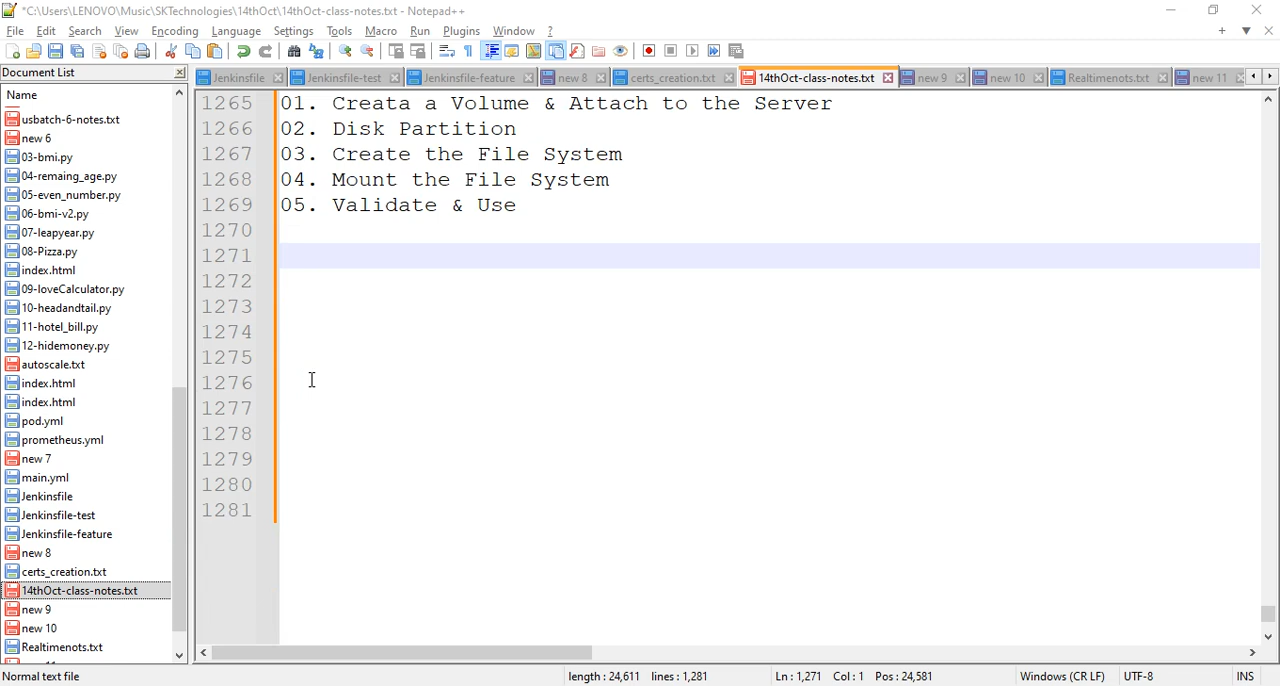 *C:\Users\LENOVO\Music\SKTechnologies\14thOct\14thOct-class-notes.txt - Notepad++
File Edit Search View Encoding Language Settings Tools Macro Run Plugins Window ?
Document List
Jenkinsfile Jenkinsfile-test Jenkinsfile-feature new 8 certs_creation.txt 14thOct-class-notes.txt new 9 new 10 Realtimenots.txt new 11
Name
usbatch-6-notes.txt
new 6
03-bmi.py
04-remaing_age.py
05-even_number.py
06-bmi-v2.py
07-leapyear.py
08-Pizza.py
index.html
09-loveCalculator.py
10-headandtail.py
11-hotel_bill.py
12-hidemoney.py
autoscale.txt
index.html
index.html
pod.yml
prometheus.yml
new 7
main.yml
Jenkinsfile
Jenkinsfile-test
Jenkinsfile-feature
new 8
certs_creation.txt
14thOct-class-notes.txt
new 9
new 10
Realtimenots.txt
1265 01. Creata a Volume & Attach to the Server
1266 02. Disk Partition
1267 03. Create the File System
1268 04. Mount the File System
1269 05. Validate & Use
1270
1271
1272
1273
1274
1275
1276
1277
1278
1279
1280
1281
Normal text file length : 24,611 lines : 1,281 Ln : 1,271 Col : 1 Pos : 24,581 Windows (CR LF) UTF-8 INS